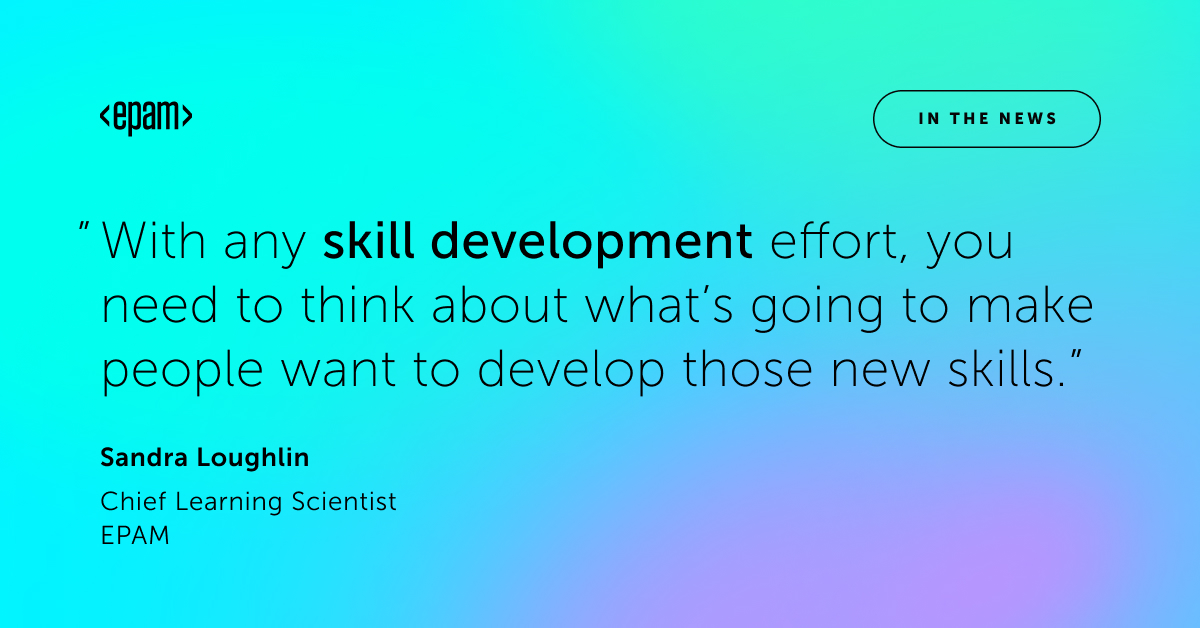 <epam>
IN THE NEWS
"With any skill development effort, you
need to think about what's going to make
people want to develop those new skills."
Sandra Loughlin
Chief Learning Scientist
EPAM